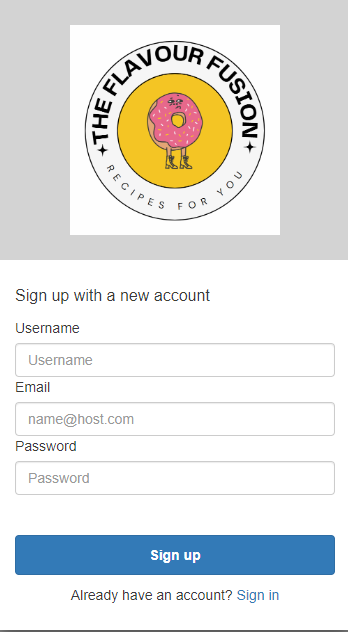 THE FLAVOUR FUSION
RECIPES FOR YOU
Sign up with a new account
Username
Username
Email
name@host.com
Password
Password
Sign up
Already have an account? Sign in